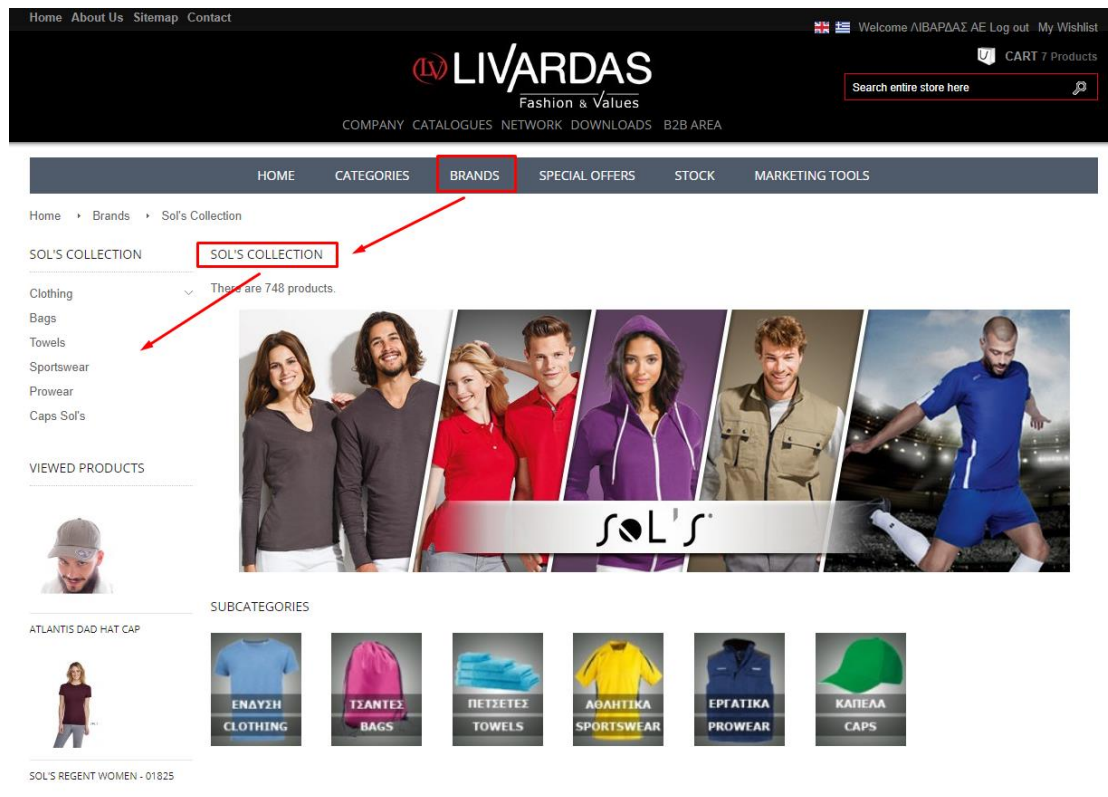 Home About Us Sitemap Contact
Welcome ΛΙΒΑΡΔΑΣ ΑΕ Log out My Wishlist
LV LIVARDAS
Fashion & Values
CART 7 Products
Search entire store here
COMPANY CATALOGUES NETWORK DOWNLOADS B2B AREA
HOME CATEGORIES BRANDS SPECIAL OFFERS STOCK MARKETING TOOLS
Home Brands Sol's Collection
SOL'S COLLECTION
SOL'S COLLECTION
There are 748 products.
Clothing
Bags
Towels
Sportswear
Prowear
Caps Sol's
SOL'S
VIEWED PRODUCTS
ATLANTIS DAD HAT CAP
SOL'S REGENT WOMEN - 01825
SUBCATEGORIES
ΕΝΔΥΣΗ
CLOTHING
ΤΣΑΝΤΕΣ
BAGS
ΠΕΤΣΕΤΕΣ
TOWELS
ΑΘΛΗΤΙΚΑ
SPORTSWEAR
ΕΡΓΑΤΙΚΑ
PROWEAR
ΚΑΠΕΛΑ
CAPS